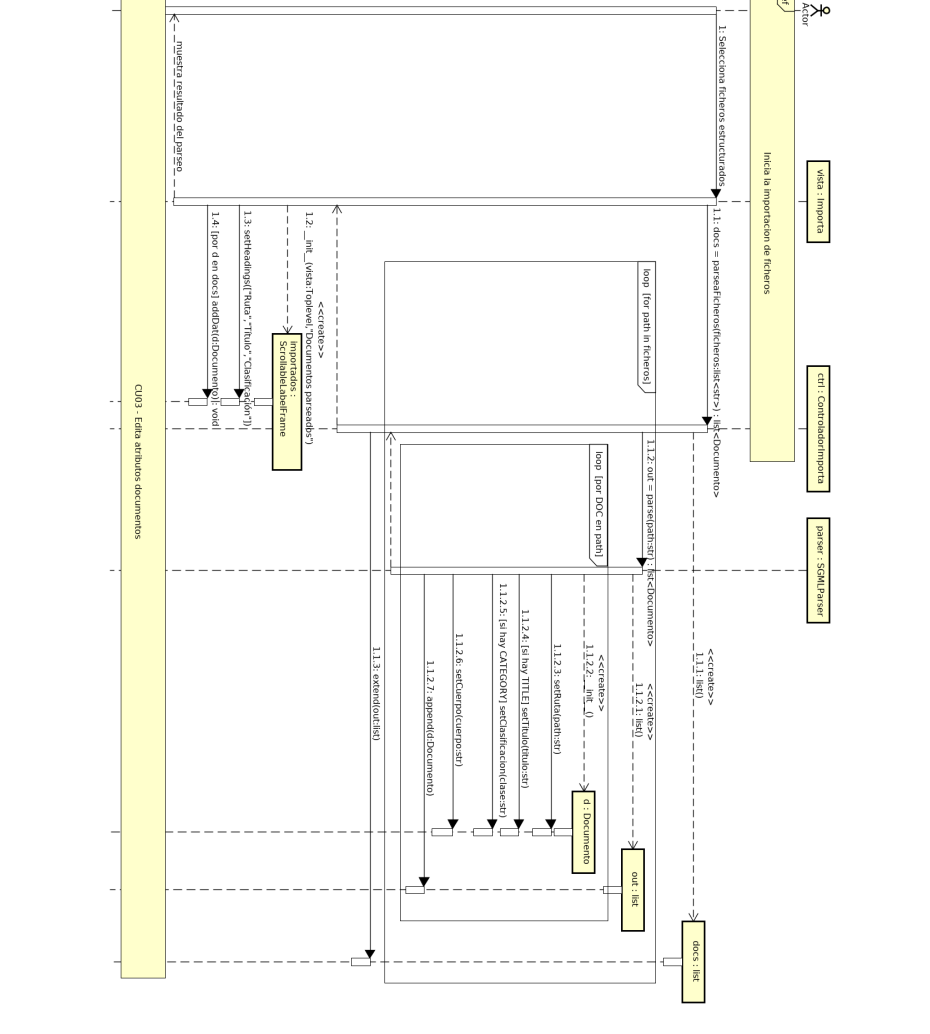 Actor
ef
Inicia la importacion de ficheros
vista : Importa
ctrl : ControladorImporta
parser : SGMLParser
1: Selecciona ficheros estructurados
1.1: docs = parseaFicheros(ficheros:list<str>) : list<Documento>
<<create>>
1.1.1: list()
docs : list
loop [for path in ficheros]
1.1.2: out = parse(path:str) : list<Documento>
<<create>>
1.1.2.1: list()
out : list
loop [por DOC en path]
<<create>>
1.1.2.2: __init__()
d : Documento
1.1.2.3: setRuta(path:str)
1.1.2.4: [si hay TITLE] setTitulo(titulo:str)
1.1.2.5: [si hay CATEGORY] setClasificacion(clase:str)
1.1.2.6: setCuerpo(cuerpo:str)
1.1.2.7: append(d:Documento)
1.1.3: extend(out:list)
<<create>>
1.2: __init__(vista:Toplevel,"Documentos parseados")
importados :
ScrollableLabelFrame
1.3: setHeadings(["Ruta","Título","Clasificación"])
1.4: [por d en docs] addDat(d:Documento) : void
muestra resultado del parseo
CU03 - Edita atributos documentos